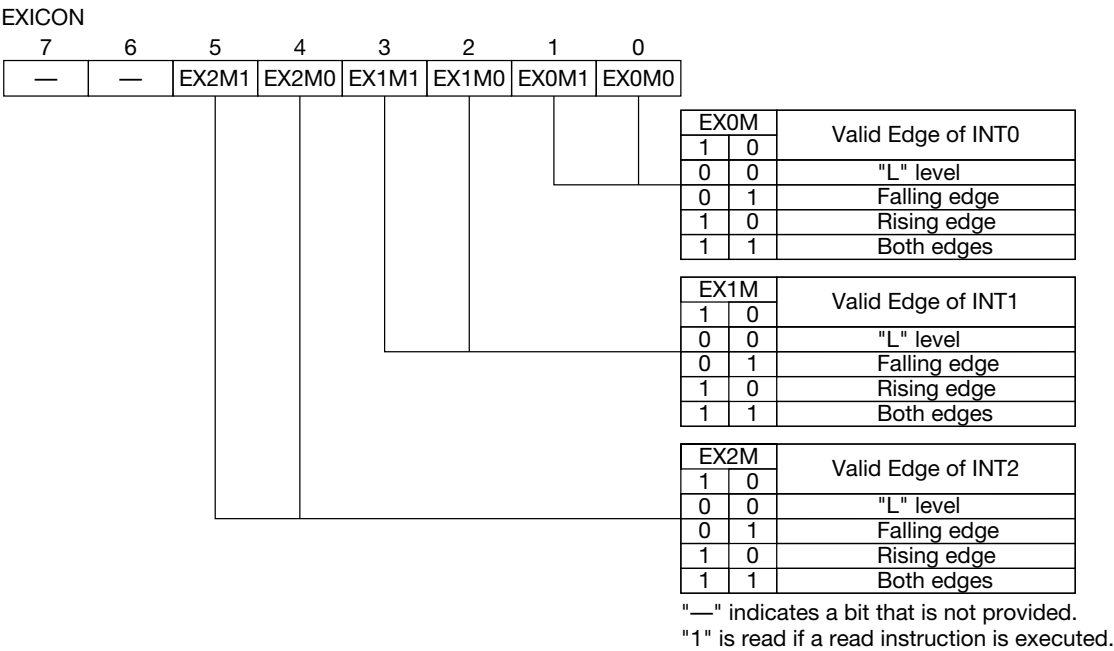 EXICON
7 6 5 4 3 2 1 0
— — EX2M1 EX2M0 EX1M1 EX1M0 EX0M1 EX0M0
EX0M Valid Edge of INT0
1 0
0 0 "L" level
0 1 Falling edge
1 0 Rising edge
1 1 Both edges
EX1M Valid Edge of INT1
1 0
0 0 "L" level
0 1 Falling edge
1 0 Rising edge
1 1 Both edges
EX2M Valid Edge of INT2
1 0
0 0 "L" level
0 1 Falling edge
1 0 Rising edge
1 1 Both edges
"—" indicates a bit that is not provided.
"1" is read if a read instruction is executed.